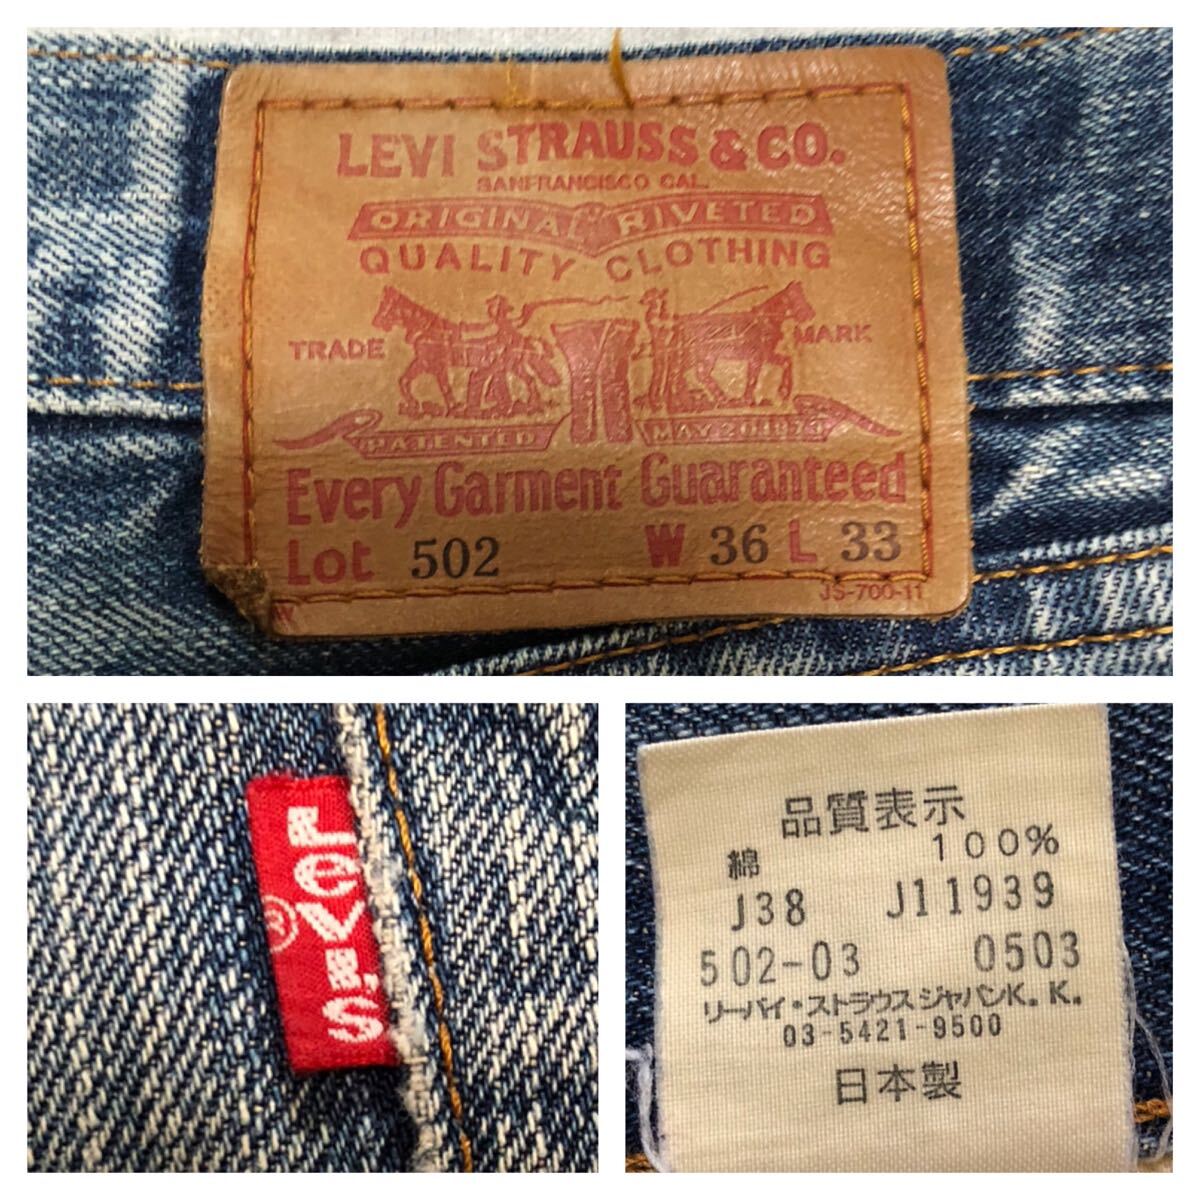 LEVI STRAUSS & CO.
SANFRANCISCO CAL.
ORIGINAL RIVETED
QUALITY CLOTHING
TRADE MARK
PATENTED MAY 20 1873
Every Garment Guaranteed
Lot 502 W 36 L 33
JS-700-11
W
LeVI'S
®
品質表示
綿 100%
J38 J11939
502-03 0503
リーバイ・ストラウスジャパンK.K.
03-5421-9500
日本製